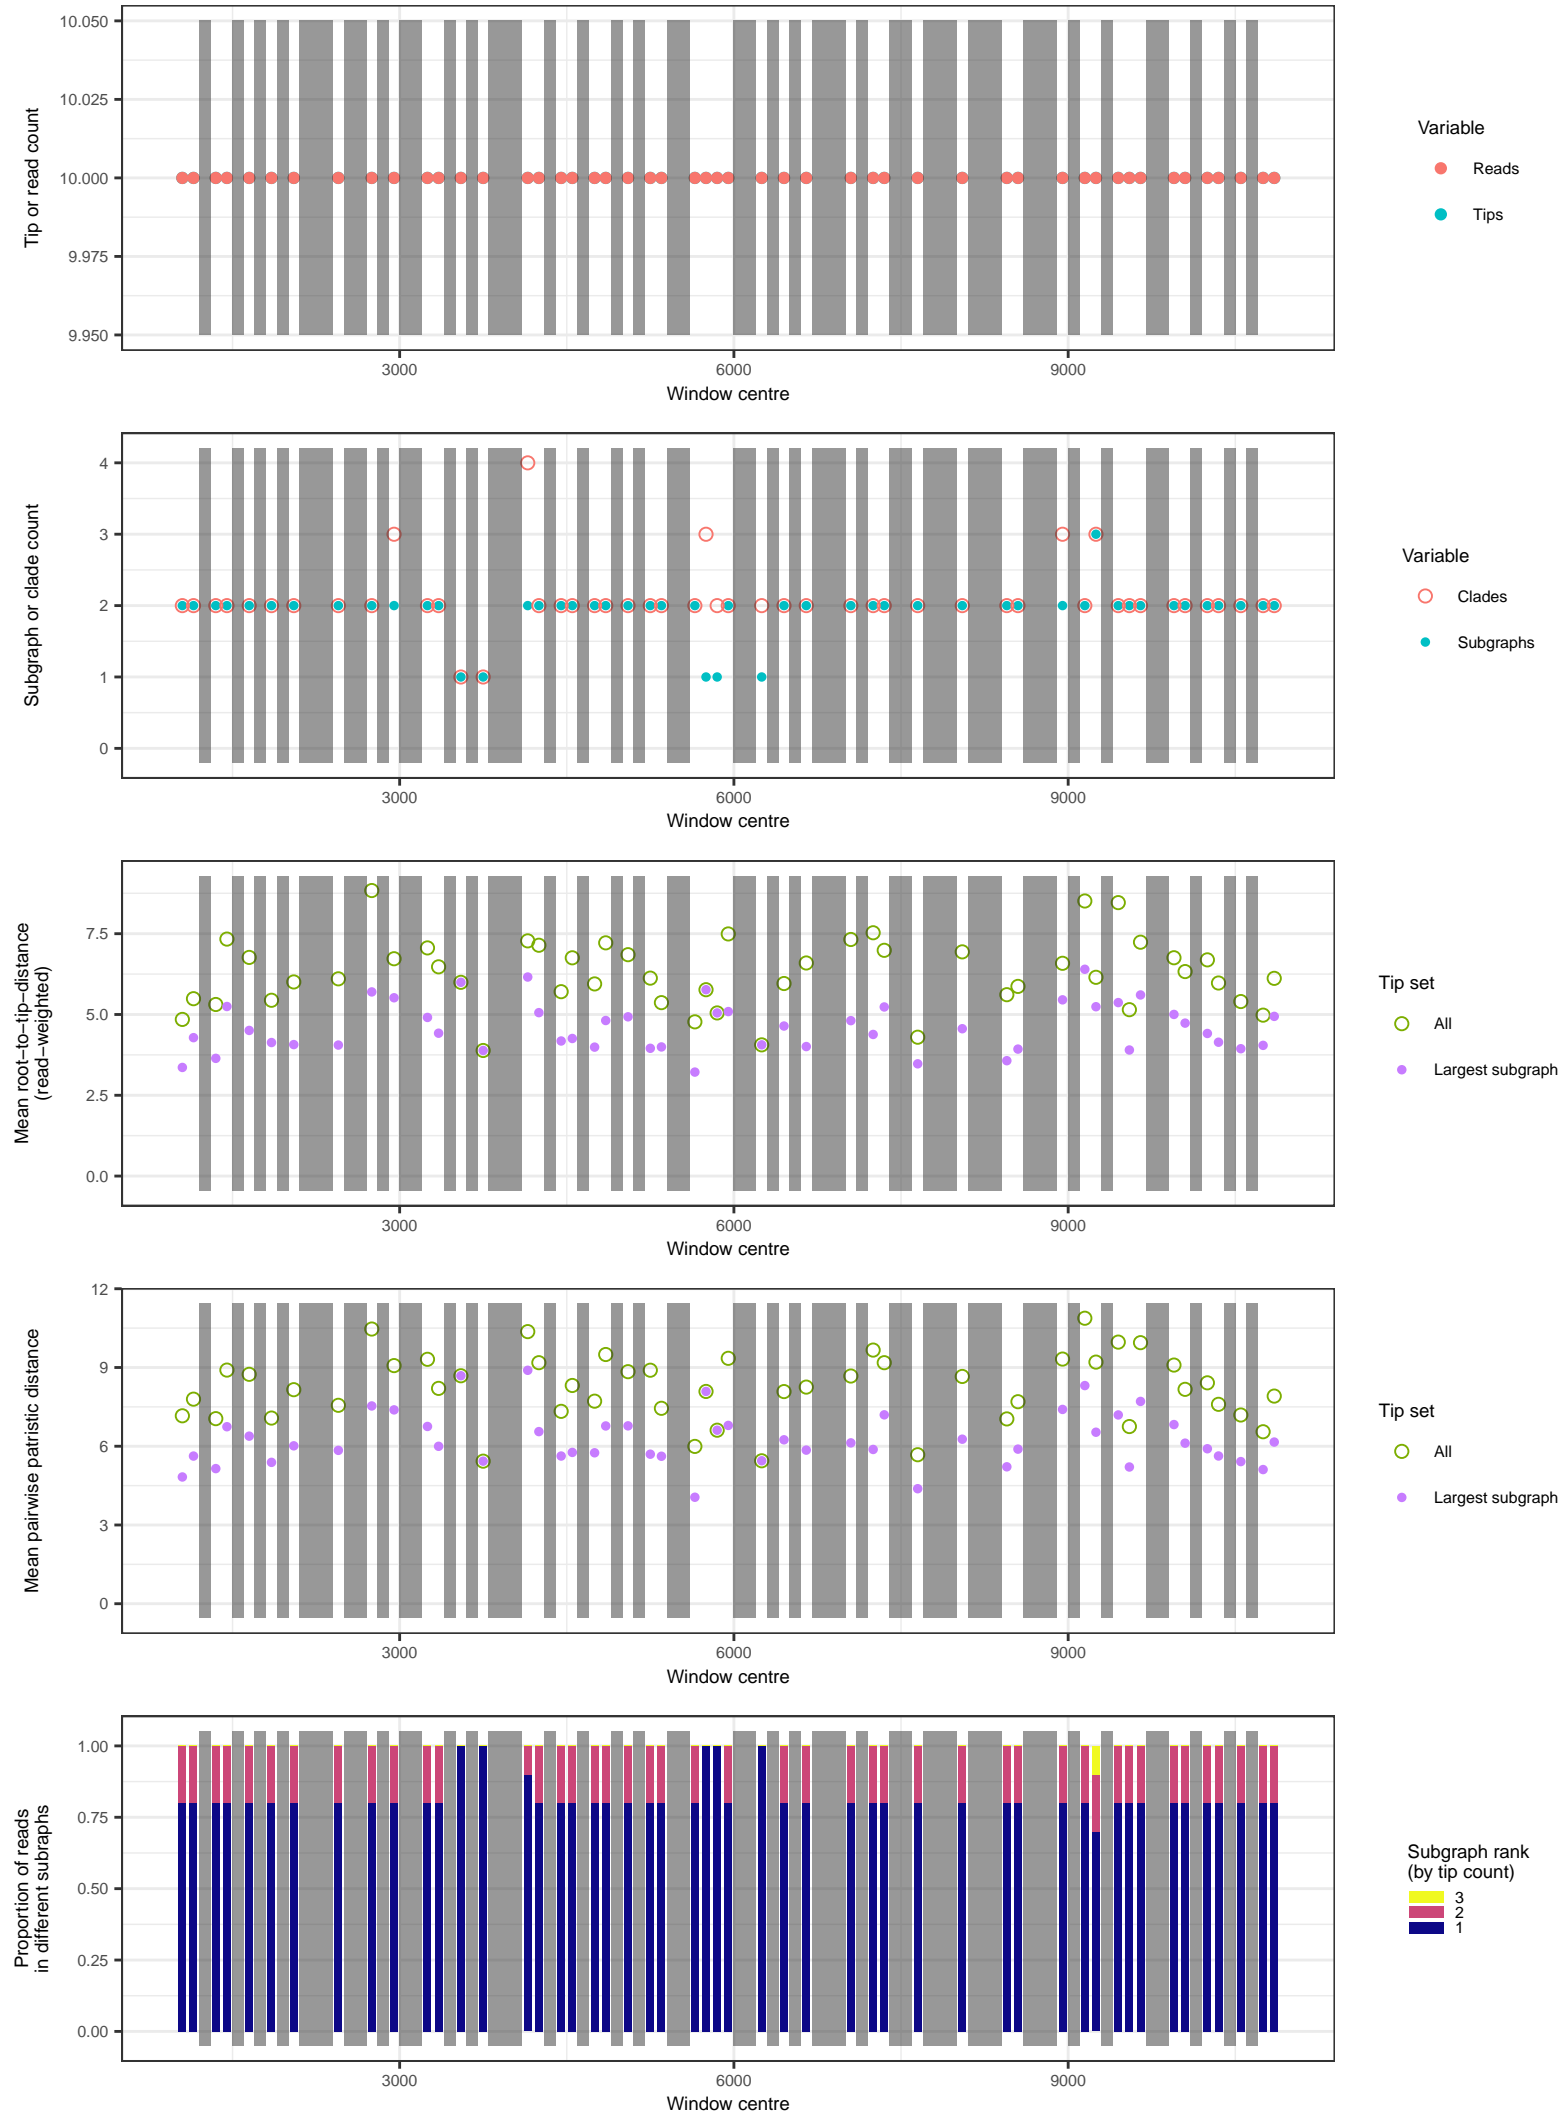 10.050
10.025
10.000
9.975
9.950
Tip or read count
3000
6000
9000
Window centre
Variable
Reads
Tips
4
3
2
1
0
Subgraph or clade count
3000
6000
9000
Window centre
Variable
Clades
Subgraphs
7.5
5.0
2.5
0.0
Mean root−to−tip−distance
(read−weighted)
3000
6000
9000
Window centre
Tip set
All
Largest subgraph
12
9
6
3
0
Mean pairwise patristic distance
3000
6000
9000
Window centre
Tip set
All
Largest subgraph
1.00
0.75
0.50
0.25
0.00
Proportion of reads
in different subraphs
3000
6000
9000
Window centre
Subgraph rank
(by tip count)
3
2
1